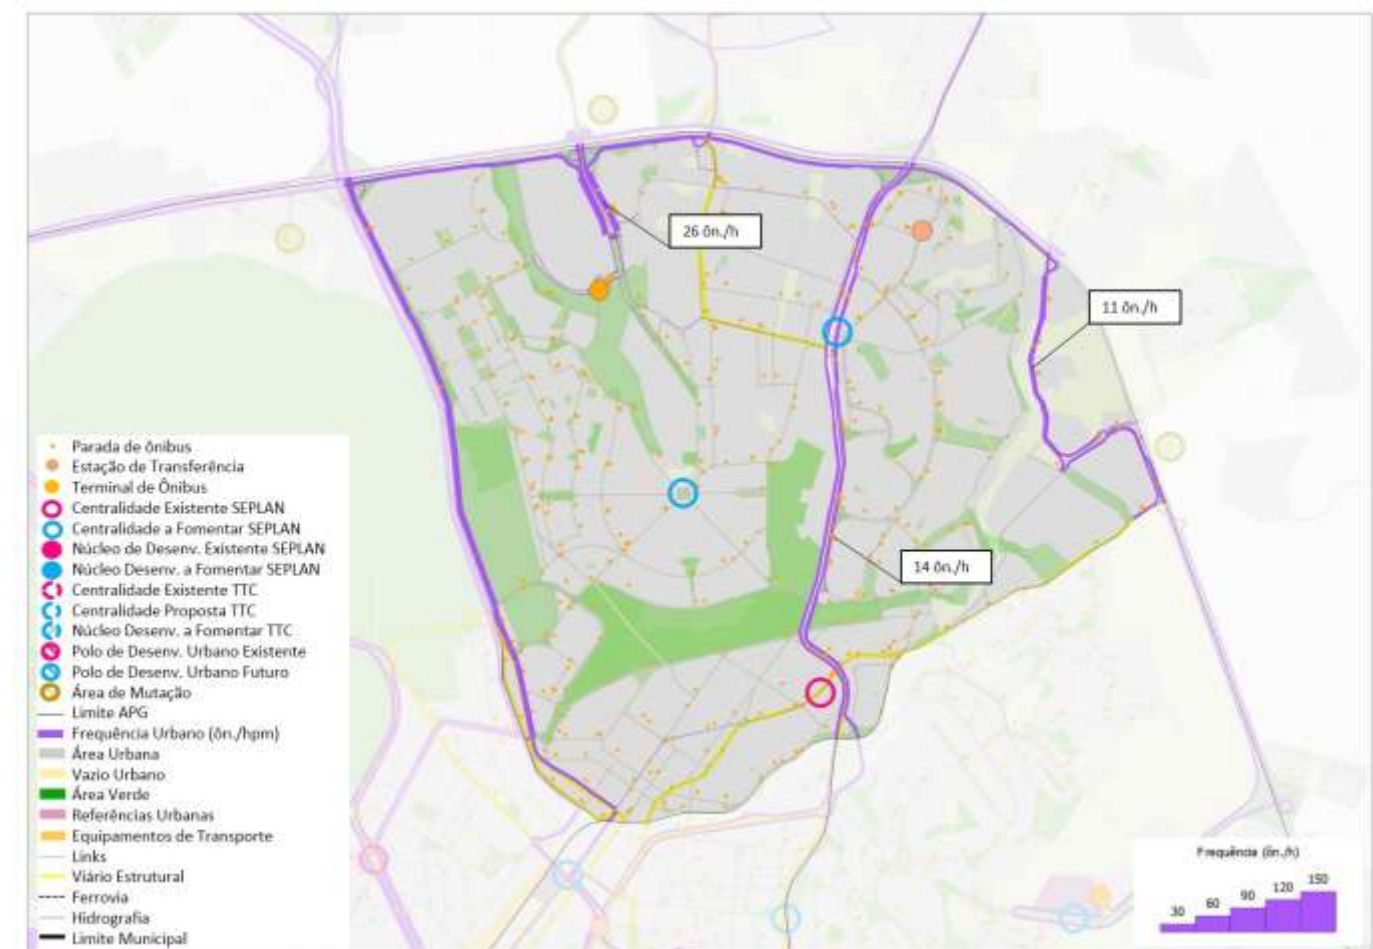 26 ôn./h
11 ôn./h
14 ôn./h
Parada de ônibus
Estação de Transferência
Terminal de Ônibus
Centralidade Existente SEPLAN
Centralidade a Fomentar SEPLAN
Núcleo de Desenv. Existente SEPLAN
Núcleo Desenv. a Fomentar SEPLAN
Centralidade Existente TTC
Centralidade Proposta TTC
Núcleo Desenv. a Fomentar TTC
Polo de Desenv. Urbano Existente
Polo de Desenv. Urbano Futuro
Área de Mutação
Limite APG
Frequência Urbano (ôn./hpm)
Área Urbana
Vazio Urbano
Área Verde
Referências Urbanas
Equipamentos de Transporte
Links
Viário Estrutural
Ferrovia
Hidrografia
Limite Municipal
Frequência (ôn./h)
30 60 90 120 150